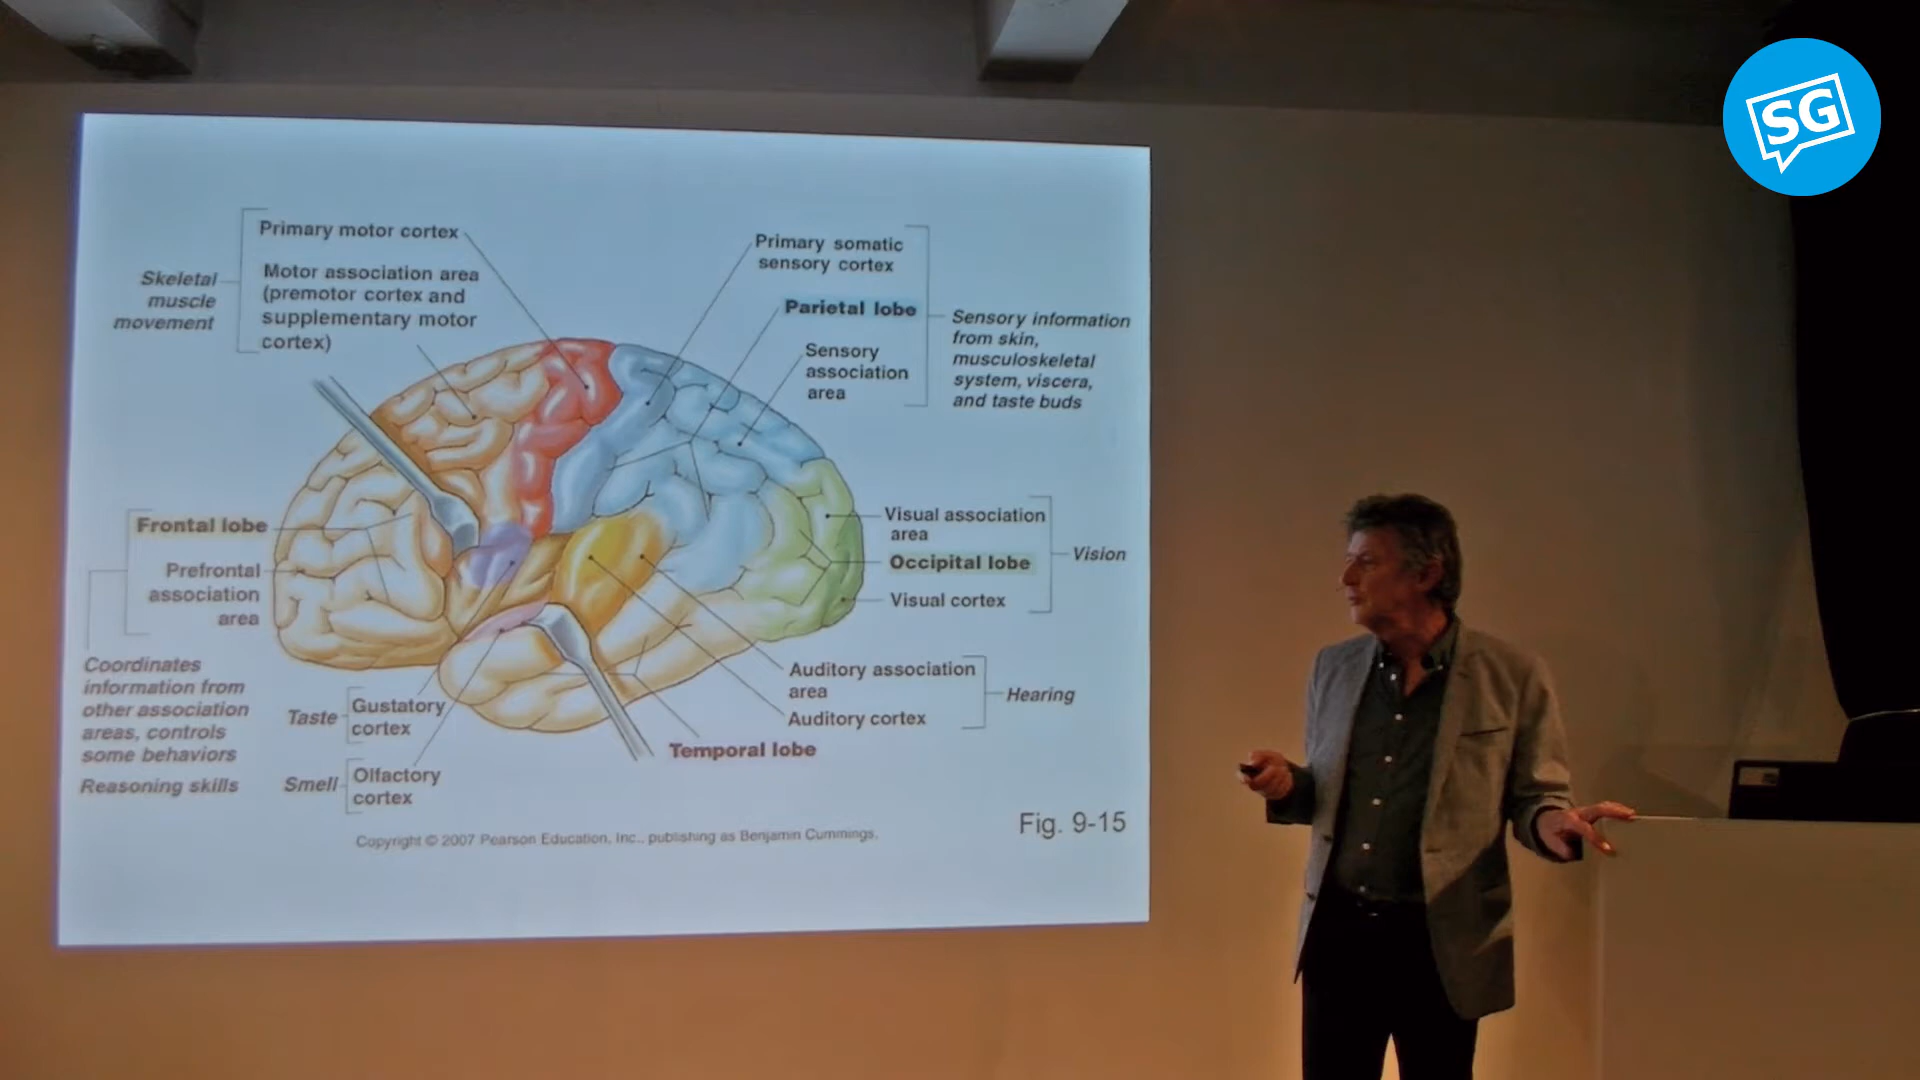 SG
Primary motor cortex
Motor association area
(premotor cortex and
supplementary motor
cortex)
Skeletal
muscle
movement
Primary somatic
sensory cortex
Parietal lobe
Sensory
association
area
Sensory information
from skin,
musculoskeletal
system, viscera,
and taste buds
Frontal lobe
Prefrontal
association
area
Visual association
area
Occipital lobe
Visual cortex
Vision
Coordinates
information from
other association
areas, controls
some behaviors
Reasoning skills
Taste
Gustatory
cortex
Smell
Olfactory
cortex
Auditory association
area
Auditory cortex
Hearing
Temporal lobe
Fig. 9-15
Copyright © 2007 Pearson Education, Inc., publishing as Benjamin Cummings.